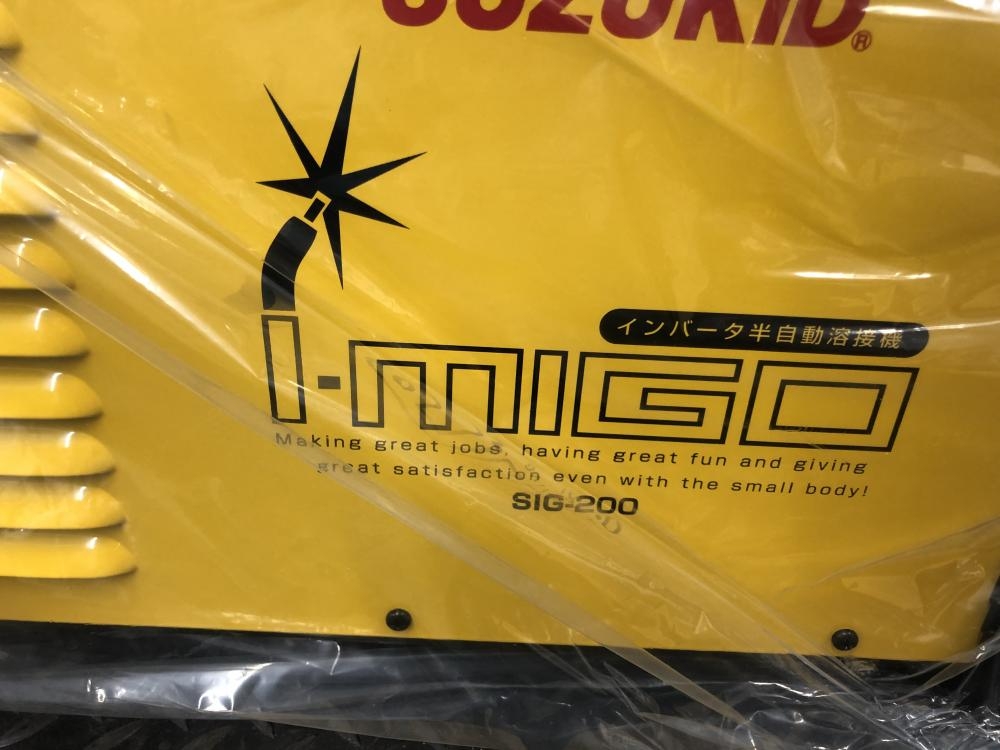 SUZUKID®
インバータ半自動溶接機
I-MIGO
Making great jobs, having great fun and giving
great satisfaction even with the small body!
SIG-200